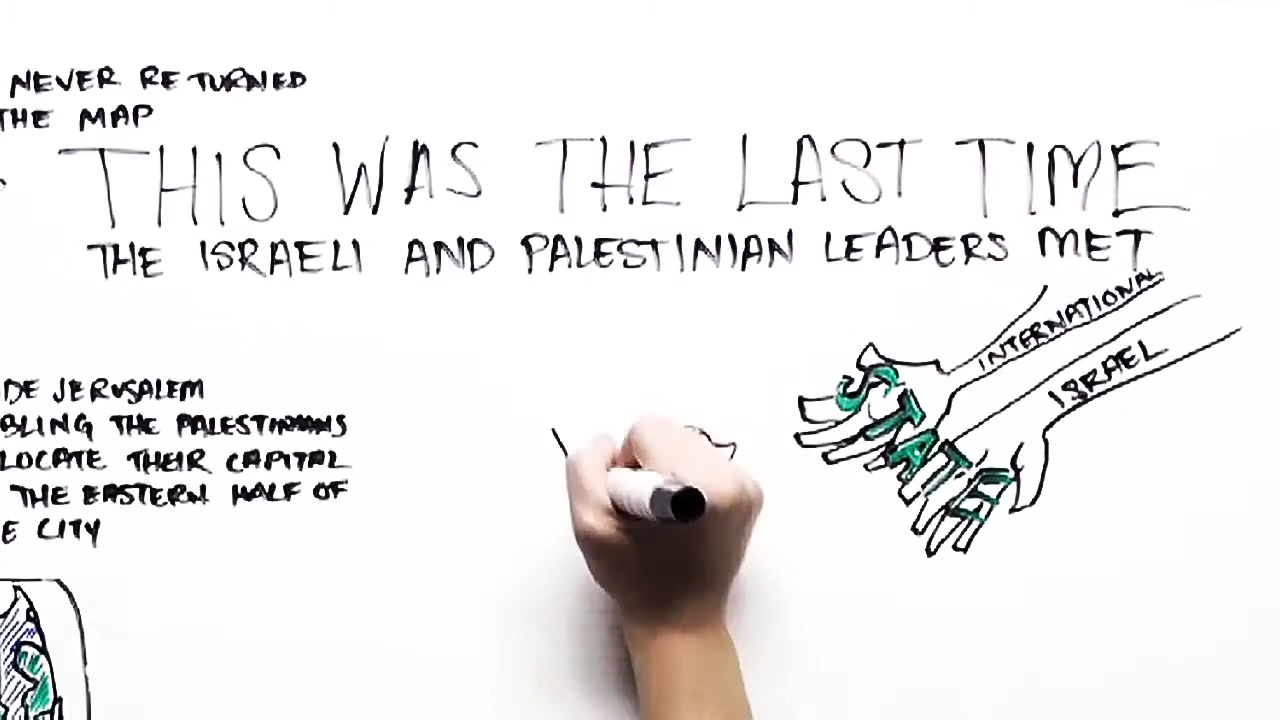 NEVER RETURNED
THE MAP
THIS WAS THE LAST TIME
THE ISRAELI AND PALESTINIAN LEADERS MET
INTERNATIONAL
ISRAEL
STATE
DE JERUSALEM
BLING THE PALESTINIANS
LOCATE THEIR CAPITAL
THE EASTERN HALF OF
E CITY